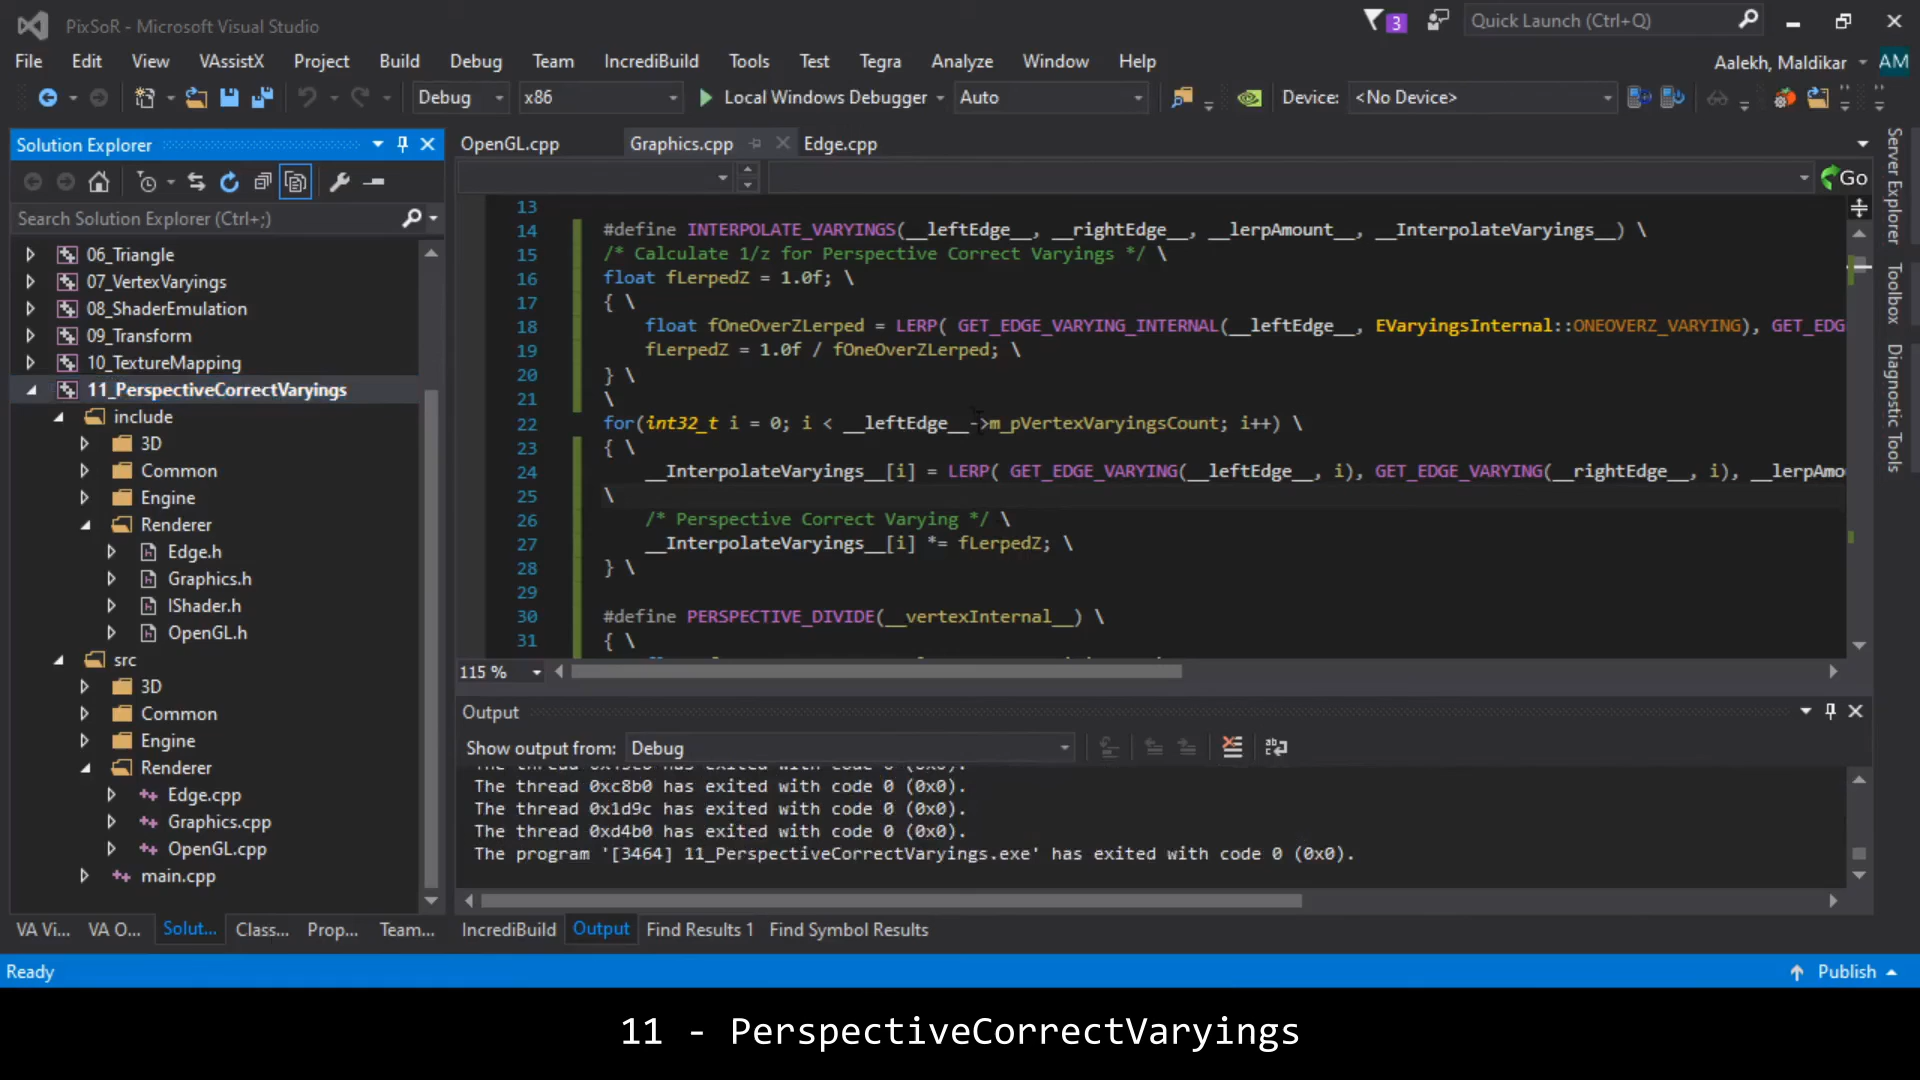 PixSoR - Microsoft Visual Studio
3
Quick Launch (Ctrl+Q)
File Edit View VAssistX Project Build Debug Team IncrediBuild Tools Test Tegra Analyze Window Help
Aalekh, Maldikar AM
Debug x86 Local Windows Debugger Auto Device: <No Device>
Solution Explorer
Search Solution Explorer (Ctrl+;)
06_Triangle
07_VertexVaryings
08_ShaderEmulation
09_Transform
10_TextureMapping
11_PerspectiveCorrectVaryings
include
3D
Common
Engine
Renderer
Edge.h
Graphics.h
IShader.h
OpenGL.h
src
3D
Common
Engine
Renderer
Edge.cpp
Graphics.cpp
OpenGL.cpp
main.cpp
VA Vi... VA O... Solut... Class... Prop... Team...
OpenGL.cpp Graphics.cpp Edge.cpp
Go
13
14 #define INTERPOLATE_VARYINGS(__leftEdge__, __rightEdge__, __lerpAmount__, __InterpolateVaryings__) \
15 /* Calculate 1/z for Perspective Correct Varyings */ \
16 float fLerpedZ = 1.0f; \
17 { \
18 float fOneOverZLerped = LERP( GET_EDGE_VARYING_INTERNAL(__leftEdge__, EVaryingsInternal::ONEOVERZ_VARYING), GET_EDG
19 fLerpedZ = 1.0f / fOneOverZLerped; \
20 } \
21 \
22 for(int32_t i = 0; i < __leftEdge__->m_pVertexVaryingsCount; i++) \
23 { \
24 __InterpolateVaryings__[i] = LERP( GET_EDGE_VARYING(__leftEdge__, i), GET_EDGE_VARYING(__rightEdge__, i), __lerpAmo
25 \
26 /* Perspective Correct Varying */ \
27 __InterpolateVaryings__[i] *= fLerpedZ; \
28 } \
29
30 #define PERSPECTIVE_DIVIDE(__vertexInternal__) \
31 { \
115 %
Output
Show output from: Debug
The thread 0xc8b0 has exited with code 0 (0x0).
The thread 0x1d9c has exited with code 0 (0x0).
The thread 0xd4b0 has exited with code 0 (0x0).
The program '[3464] 11_PerspectiveCorrectVaryings.exe' has exited with code 0 (0x0).
IncrediBuild Output Find Results 1 Find Symbol Results
Server Explorer
Toolbox
Diagnostic Tools
Ready
Publish
11 - PerspectiveCorrectVaryings